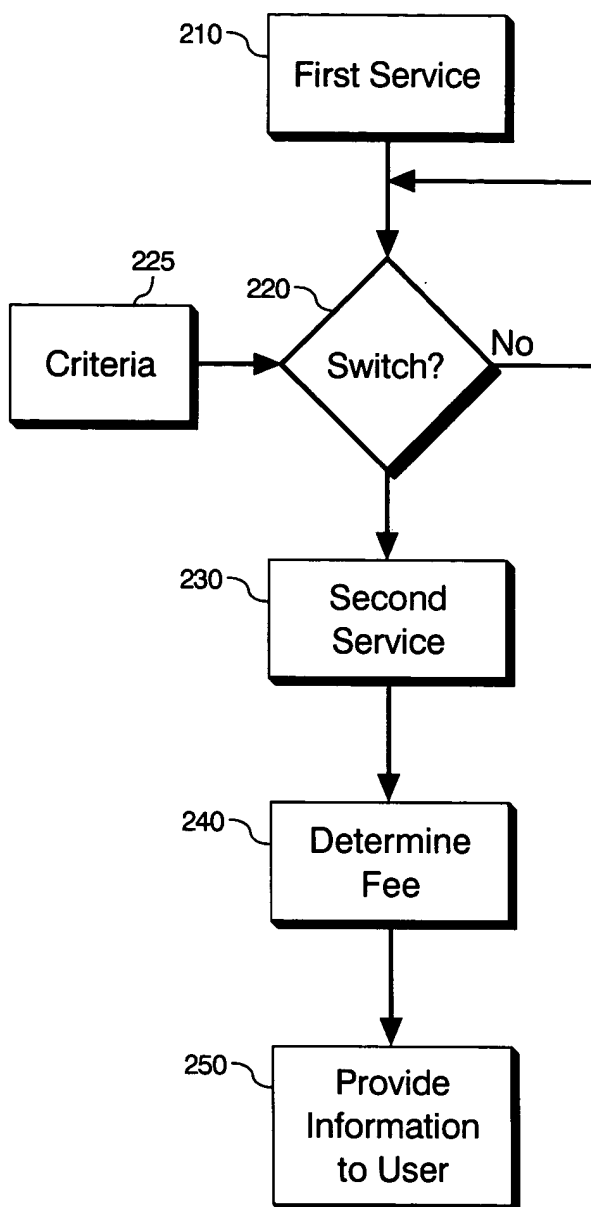 210
First Service
225
220
Criteria
Switch?
No
230
Second
Service
240
Determine
Fee
250
Provide
Information
to User